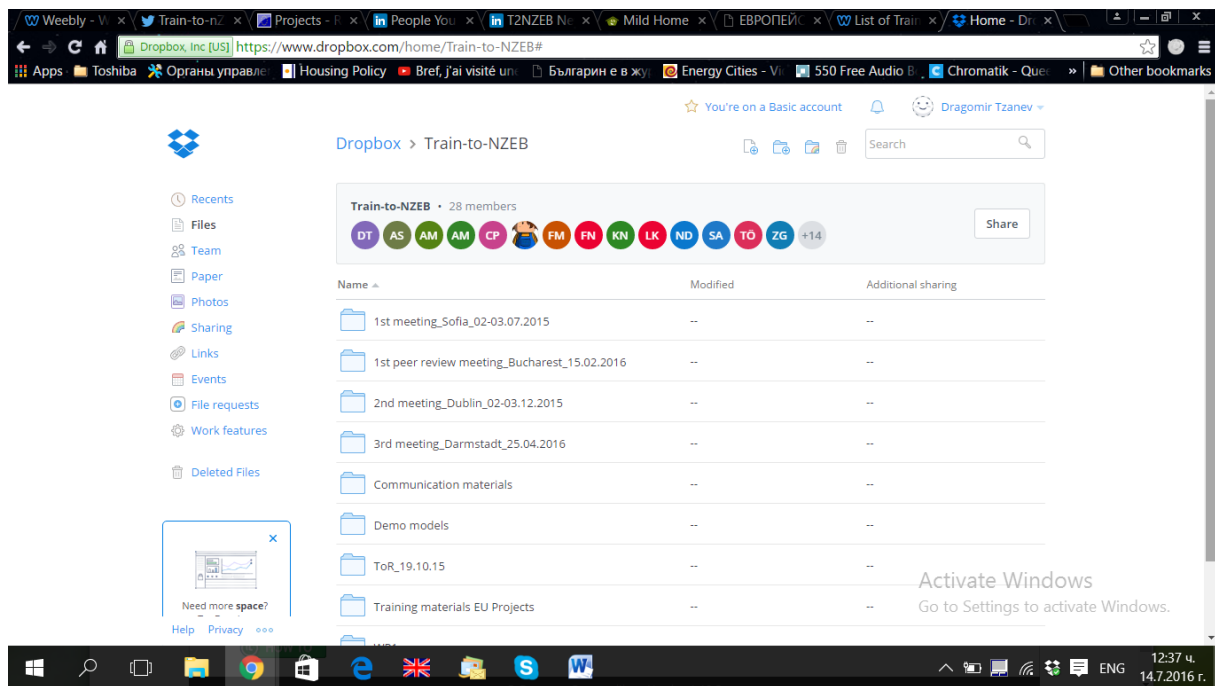 Weebly - W
Train-to-nZ
Projects - R
People You
T2NZEB Ne
Mild Home
ЕВРОПЕЙС
List of Train
Home - Dro
Dropbox, Inc [US] https://www.dropbox.com/home/Train-to-NZEB#
Apps Toshiba Органы управле Housing Policy Bref, j'ai visité une Българин е в жу Energy Cities - Vi 550 Free Audio B Chromatik - Que » Other bookmarks
You're on a Basic account Dragomir Tzanev
Dropbox > Train-to-NZEB Search
Recents
Files
Team
Paper
Photos
Sharing
Links
Events
File requests
Work features
Deleted Files
Need more space?
Help Privacy
Train-to-NZEB • 28 members
DT AS AM AM CP FM FN KN LK ND SA TÖ ZG +14
Share
Name Modified Additional sharing
1st meeting_Sofia_02-03.07.2015 -- --
1st peer review meeting_Bucharest_15.02.2016 -- --
2nd meeting_Dublin_02-03.12.2015 -- --
3rd meeting_Darmstadt_25.04.2016 -- --
Communication materials -- --
Demo models -- --
ToR_19.10.15 -- --
Training materials EU Projects -- --
Activate Windows
Go to Settings to activate Windows.
ENG
12:37 ч.
14.7.2016 г.